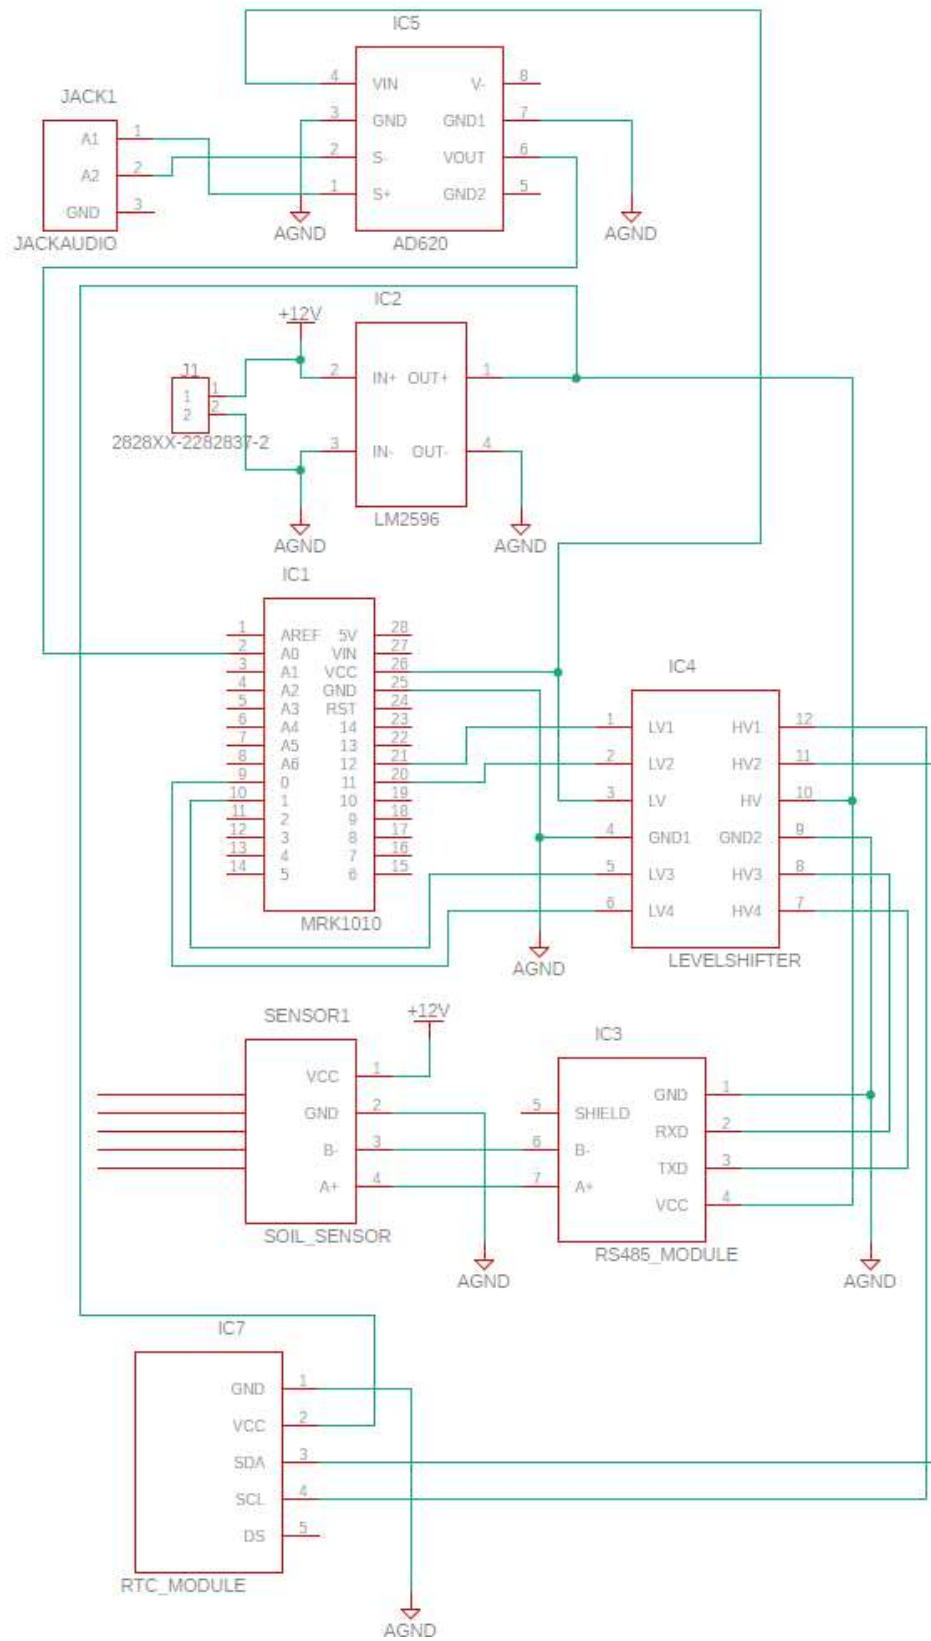 IC5
4 VIN V- 8
3 GND GND1 7
2 S- VOUT 6
1 S+ GND2 5
AD620
AGND
AGND
JACK1
A1 1
A2 2
GND 3
JACKAUDIO
IC2
+12V
2 IN+ OUT+ 1
3 IN- OUT- 4
LM2596
J1
1 1
2 2
2828XX-2282837-2
AGND
AGND
IC1
1 AREF 5V 28
2 A0 VIN 27
3 A1 VCC 26
4 A2 GND 25
5 A3 RST 24
6 A4 14 23
7 A5 13 22
8 A6 12 21
9 0 11 20
10 1 10 19
11 2 9 18
12 3 8 17
13 4 7 16
14 5 6 15
MRK1010
IC4
1 LV1 HV1 12
2 LV2 HV2 11
3 LV HV 10
4 GND1 GND2 9
5 LV3 HV3 8
6 LV4 HV4 7
LEVELSHIFTER
AGND
SENSOR1
+12V
VCC 1
GND 2
B- 3
A+ 4
SOIL_SENSOR
AGND
IC3
5 SHIELD GND 1
RXD 2
6 B- TXD 3
7 A+ VCC 4
RS485_MODULE
AGND
IC7
GND 1
VCC 2
SDA 3
SCL 4
DS 5
RTC_MODULE
AGND